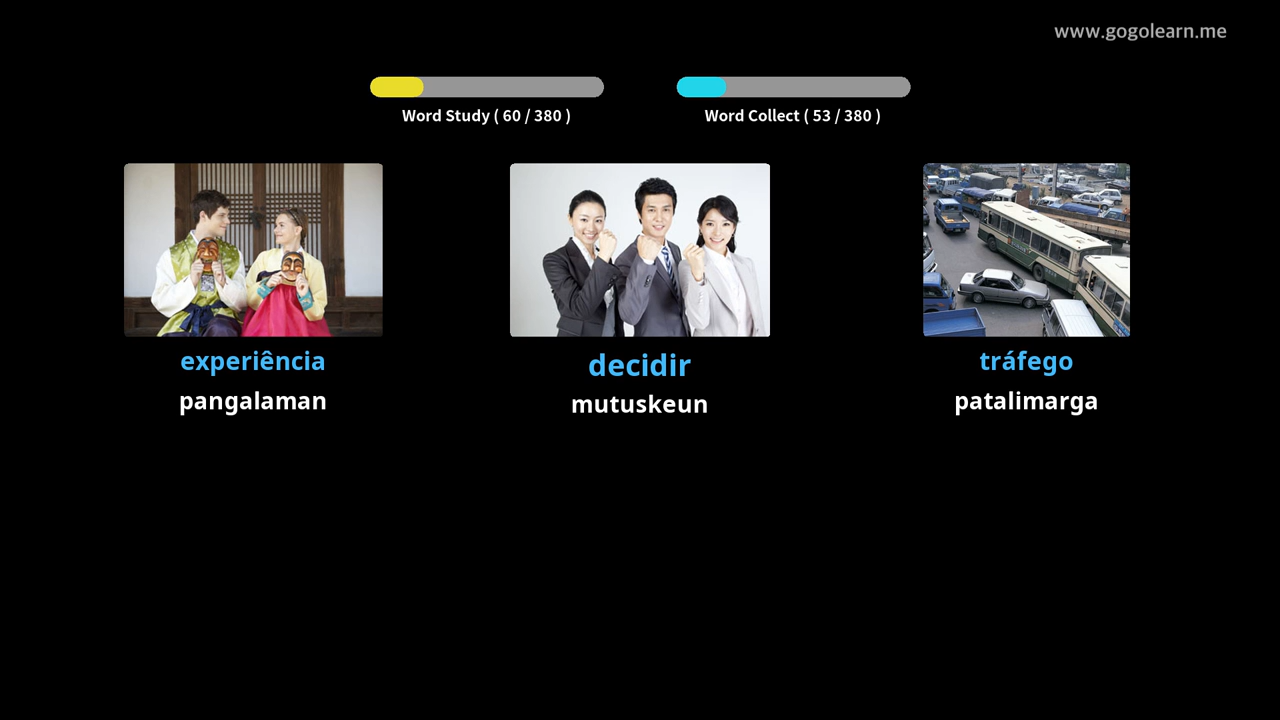 www.gogolearn.me
Word Study ( 60 / 380 )
Word Collect ( 53 / 380 )
experiência
pangalaman
decidir
mutuskeun
tráfego
patalimarga